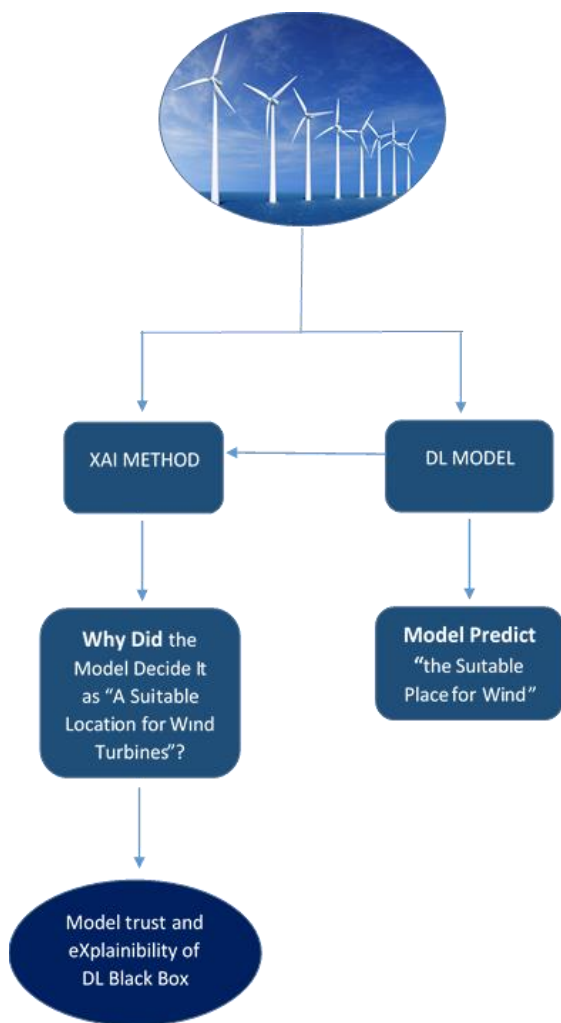 XAI METHOD
DL MODEL
Why Did the
Model Decide It
as “A Suitable
Location for Wind
Turbines”?
Model Predict
“the Suitable
Place for Wind”
Model trust and
eXplainibility of
DL Black Box